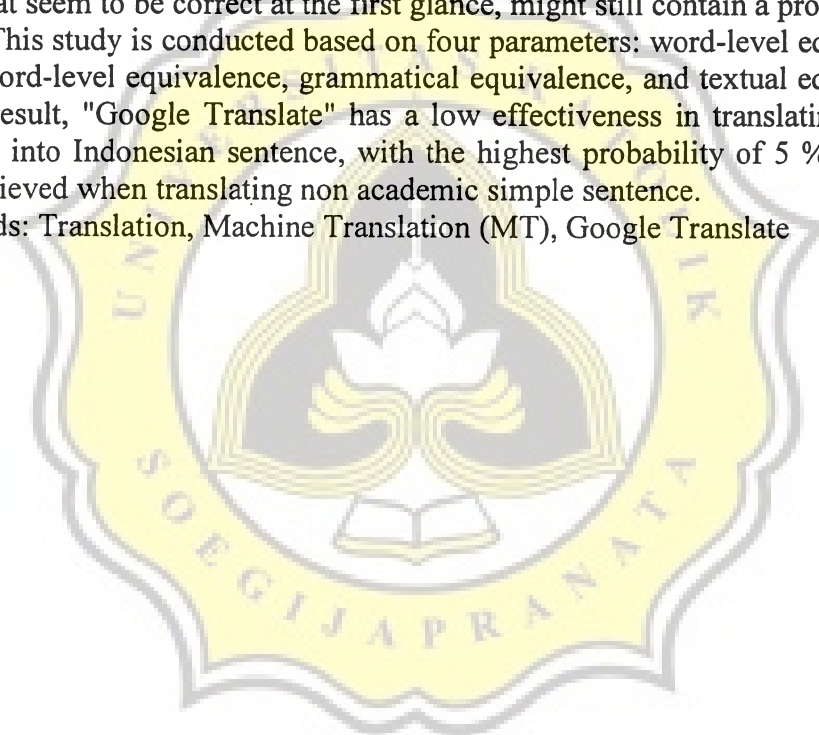 at seem to be correct at the first glance, might still contain a pro
This study is conducted based on four parameters: word-level eq
ord-level equivalence, grammatical equivalence, and textual eq
result, "Google Translate" has a low effectiveness in translatin
into Indonesian sentence, with the highest probability of 5 %
ieved when translating non academic simple sentence.
ds: Translation, Machine Translation (MT), Google Translate
UNIVERSITAS KATOLIK
SOEGIJAPRANATA